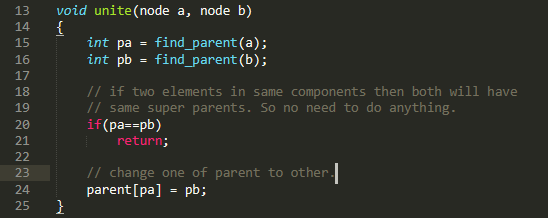 13 void unite(node a, node b)
14 {
15     int pa = find_parent(a);
16     int pb = find_parent(b);
17
18     // if two elements in same components then both will have
19     // same super parents. So no need to do anything.
20     if(pa==pb)
21         return;
22
23     // change one of parent to other.
24     parent[pa] = pb;
25 }